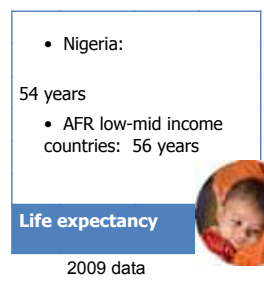 • Nigeria:
54 years
• AFR low-mid income
countries: 56 years
Life expectancy
2009 data